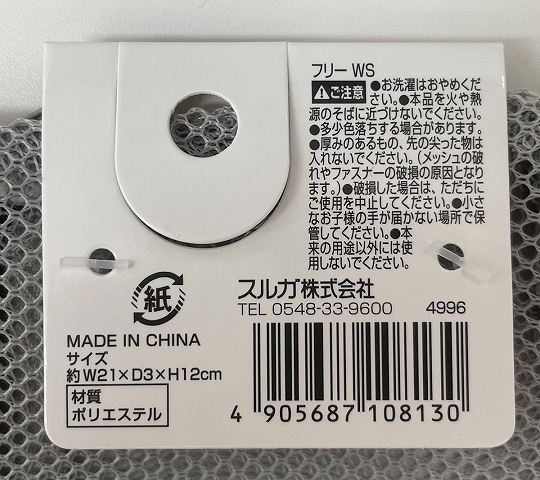 フリー WS
⚠ご注意 ●お洗濯はおやめくだ
さい。●本品を火や熱
源のそばに近づけないでください。
●多少色落ちする場合があります。
●厚みのあるもの、先の尖った物は
入れないでください。(メッシュの破
れやファスナーの破損の原因となり
ます。)●破損した場合は、ただちに
ご使用を中止してください。●小さ
なお子様の手が届かない場所で保
管してください。●本
来の用途以外には使
用しないでください。
紙
スルガ株式会社
TEL 0548-33-9600
4996
MADE IN CHINA
サイズ
約W21×D3×H12cm
材質
ポリエステル
4 905687 108130